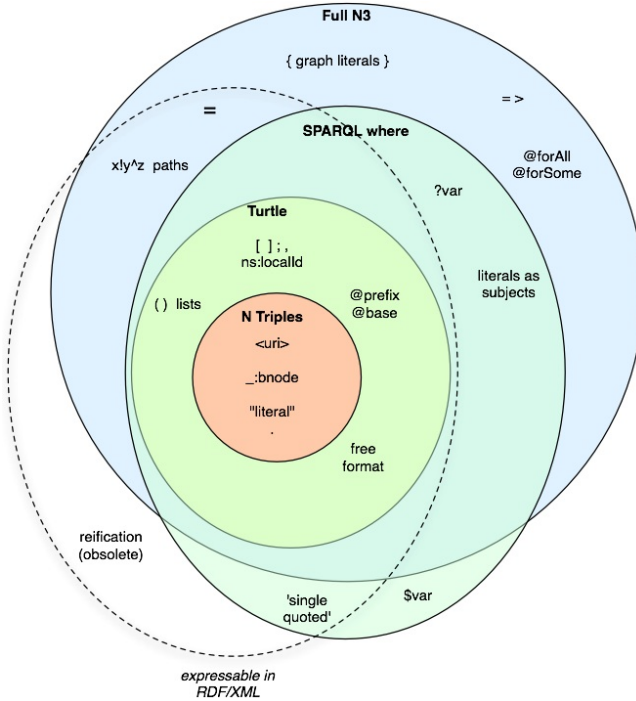 Full N3
{ graph literals }
=
= >
SPARQL where
x!y^z paths
@forAll
@forSome
?var
Turtle
[ ] ; ,
ns:localId
literals as
subjects
( ) lists
@prefix
@base
N Triples
<uri>
_:bnode
"literal"
.
free
format
reification
(obsolete)
'single
quoted'
$var
expressable in
RDF/XML